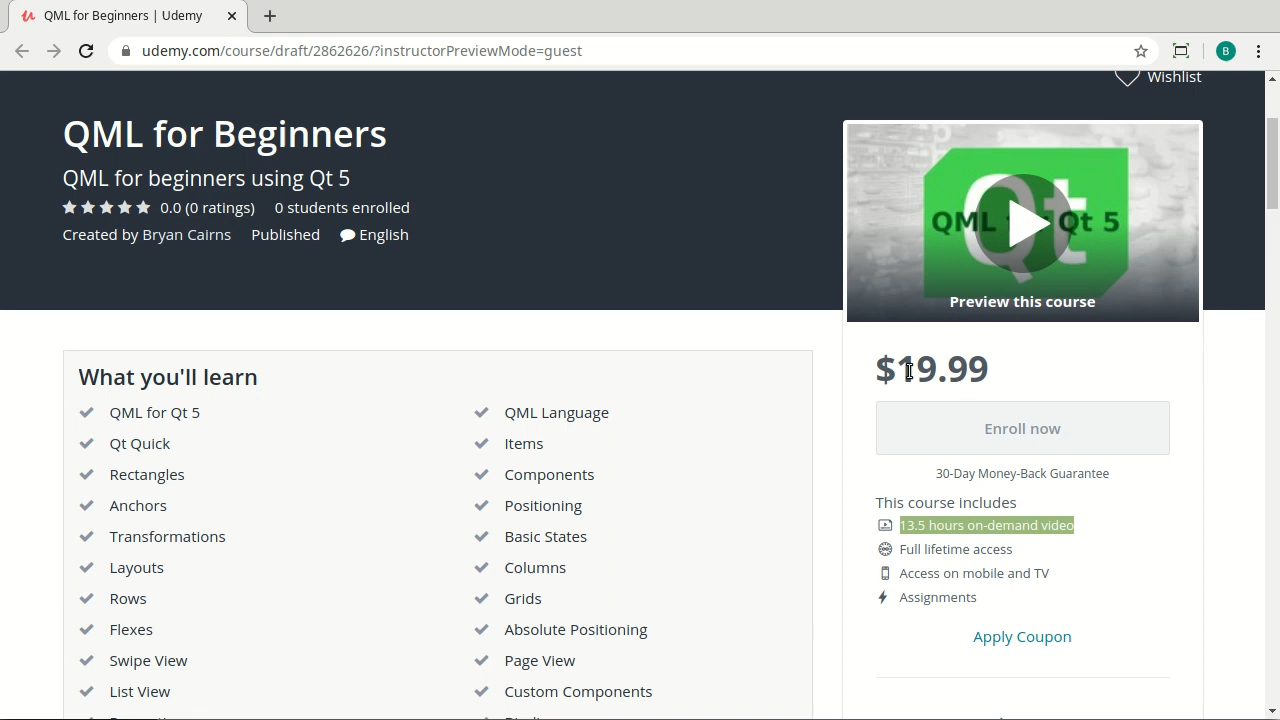 QML for Beginners | Udemy
udemy.com/course/draft/2862626/?instructorPreviewMode=guest
B
Wishlist
QML for Beginners
QML for beginners using Qt 5
0.0 (0 ratings) 0 students enrolled
Created by Bryan Cairns Published English
Qt
QML Qt 5
Preview this course
$19.99
Enroll now
30-Day Money-Back Guarantee
This course includes
13.5 hours on-demand video
Full lifetime access
Access on mobile and TV
Assignments
Apply Coupon
What you'll learn
QML for Qt 5
QML Language
Qt Quick
Items
Rectangles
Components
Anchors
Positioning
Transformations
Basic States
Layouts
Columns
Rows
Grids
Flexes
Absolute Positioning
Swipe View
Page View
List View
Custom Components